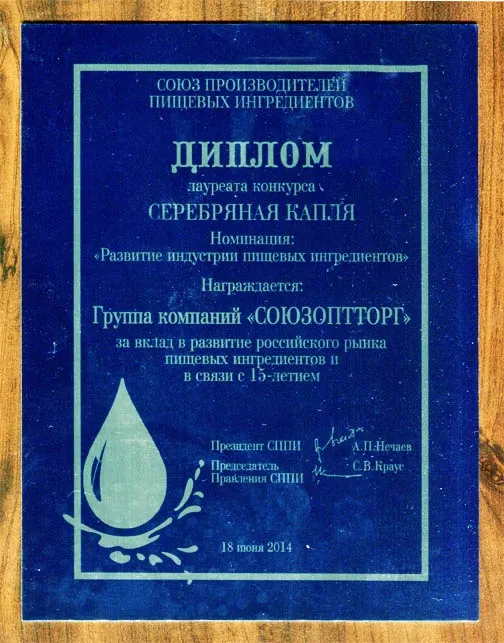 СОЮЗ ПРОИЗВОДИТЕЛЕЙ
ПИЩЕВЫХ ИНГРЕДИЕНТОВ
ДИПЛОМ
лауреата конкурса
СЕРЕБРЯНАЯ КАПЛЯ
Номинация:
«Развитие индустрии пищевых ингредиентов»
Награждается:
Группа компаний «СОЮЗОПТТОРГ»
за вклад в развитие российского рынка
пищевых ингредиентов и
в связи с 15-летием
Президент СППИ А.П.Нечаев
Председатель С.В.Краус
Правления СППИ
18 июня 2014